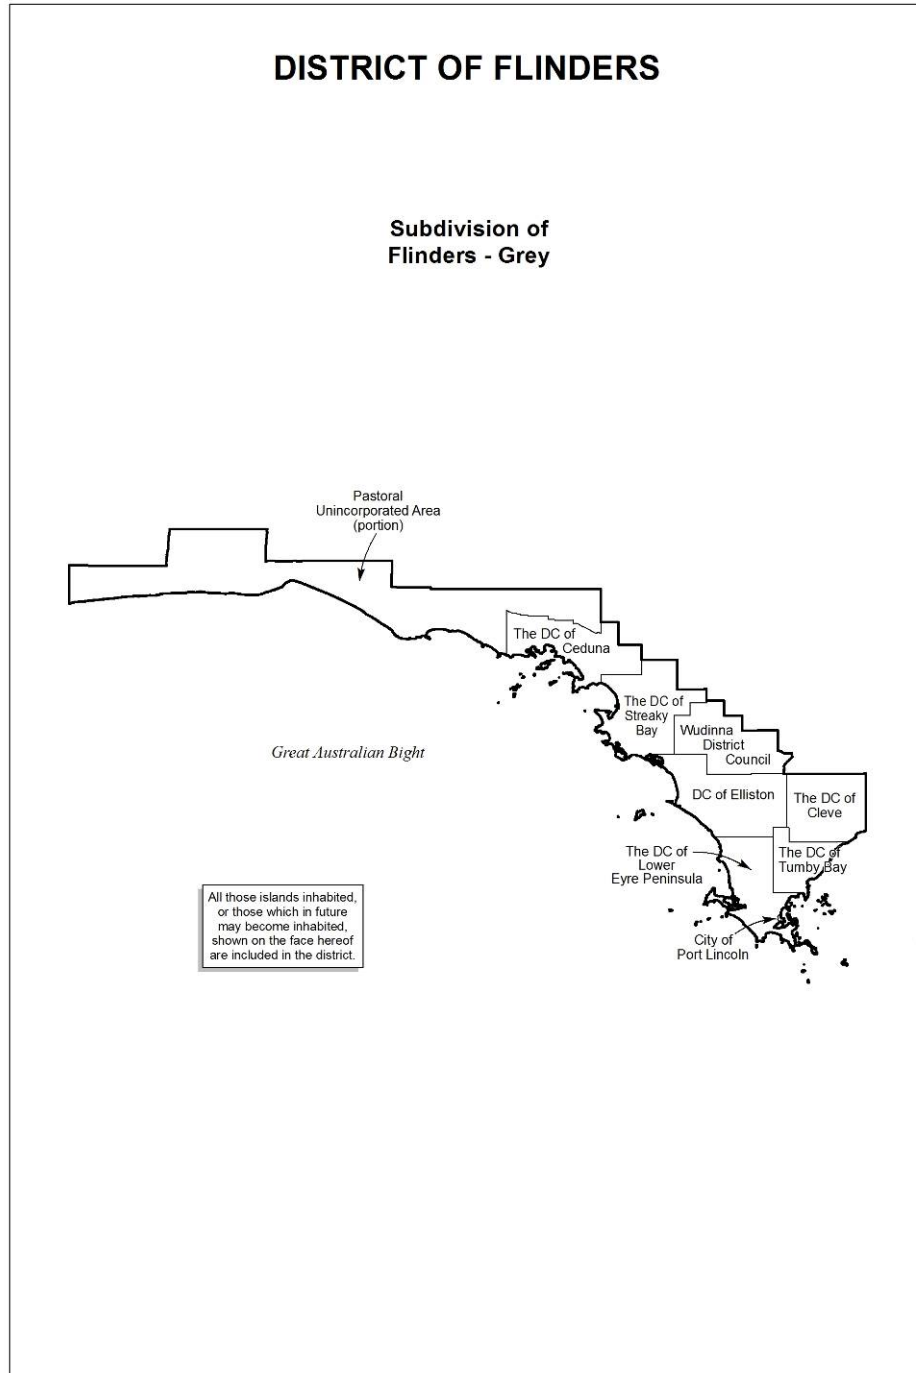 DISTRICT OF FLINDERS
Subdivision of
Flinders - Grey
Pastoral
Unincorporated Area
(portion)
The DC of
Ceduna
The DC of
Streaky
Bay
Wudinna
District
Council
Great Australian Bight
DC of Elliston
The DC of
Cleve
The DC of
Lower
Eyre Peninsula
The DC of
Tumby Bay
All those islands inhabited,
or those which in future
may become inhabited,
shown on the face hereof
are included in the district.
City of
Port Lincoln